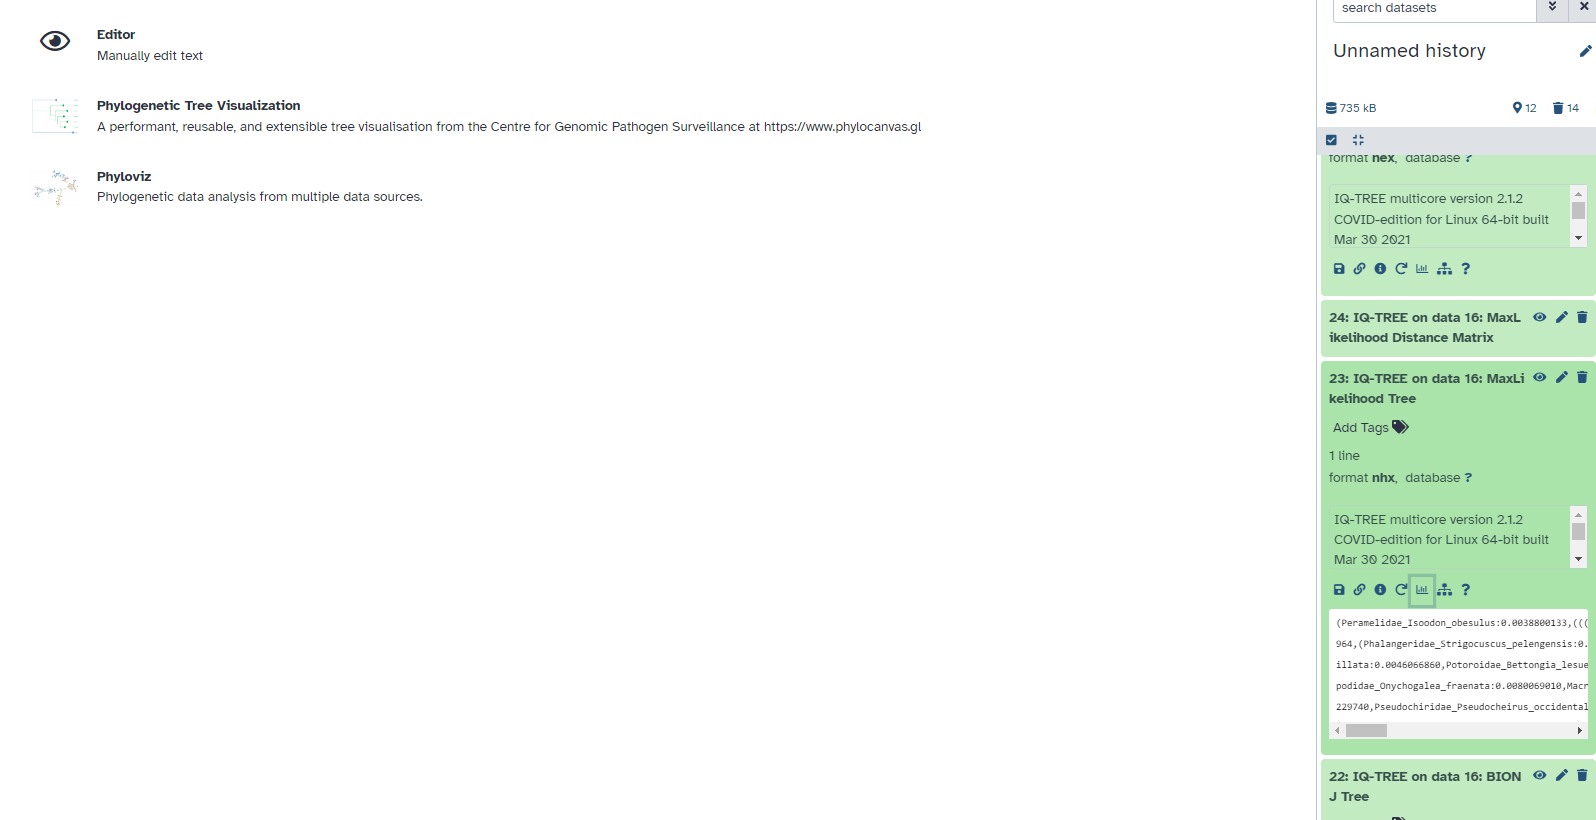 Editor
Manually edit text
Phylogenetic Tree Visualization
A performant, reusable, and extensible tree visualisation from the Centre for Genomic Pathogen Surveillance at https://www.phylocanvas.gl
Phyloviz
Phylogenetic data analysis from multiple data sources.
search datasets
Unnamed history
735 kB
12
14
format nex, database ?
IQ-TREE multicore version 2.1.2
COVID-edition for Linux 64-bit built
Mar 30 2021
24: IQ-TREE on data 16: MaxL
ikelihood Distance Matrix
23: IQ-TREE on data 16: MaxLi
kelihood Tree
Add Tags
1 line
format nhx, database ?
IQ-TREE multicore version 2.1.2
COVID-edition for Linux 64-bit built
Mar 30 2021
(Peramelidae_Isoodon_obesulus:0.0038800133,(((
964,(Phalangeridae_Strigocuscus_pelengensis:0.
illata:0.0046066860,Potoroidae_Bettongia_lesue
podidae_Onychogalea_fraenata:0.0080069010,Macr
229740,Pseudochiridae_Pseudocheirus_occidental
22: IQ-TREE on data 16: BION
J Tree